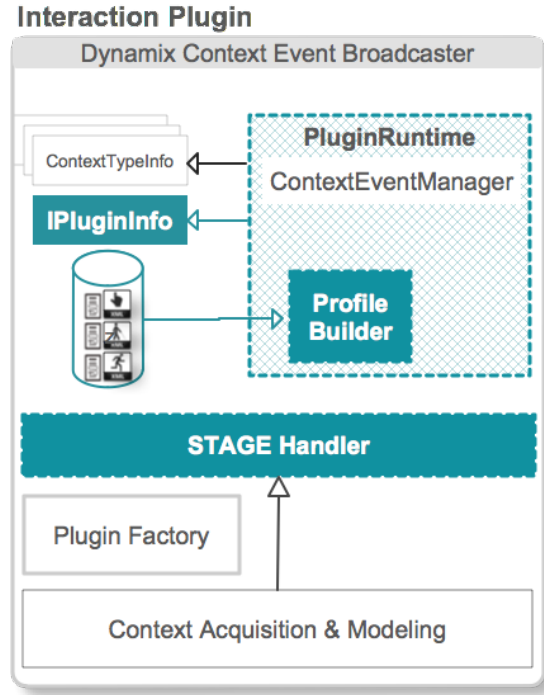 Interaction Plugin
Dynamix Context Event Broadcaster
PluginRuntime
ContextTypeInfo
ContextEventManager
IPluginInfo
Profile
Builder
STAGE Handler
Plugin Factory
Context Acquisition & Modeling